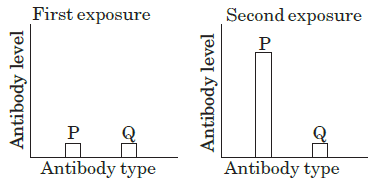 First exposure
Antibody level
P
Q
Antibody type
Second exposure
Antibody level
P
Q
Antibody type